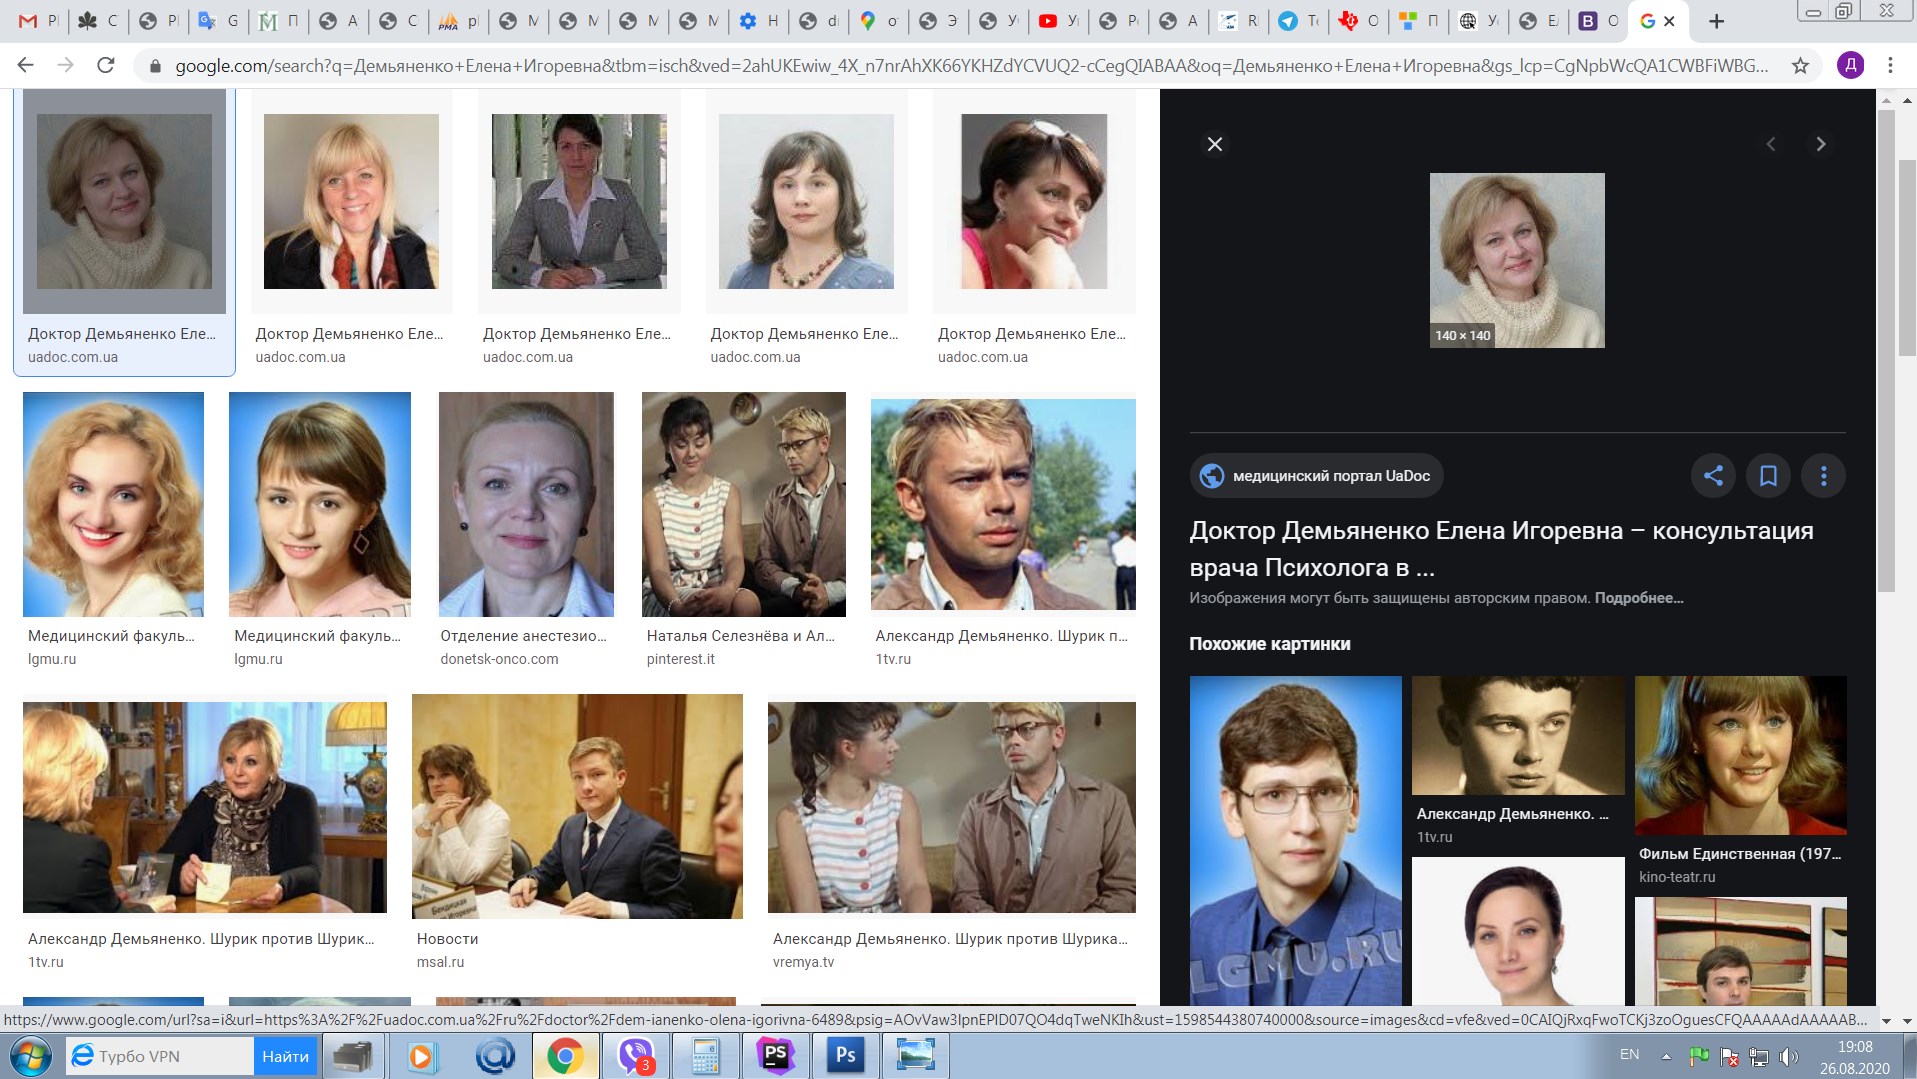 google.com/search?q=Демьяненко+Елена+Игоревна&tbm=isch&ved=2ahUKEwiw_4X_n7nrAhXK66YKHZdYCVUQ2-cCegQIABAA&oq=Демьяненко+Елена+Игоревна&gs_lcp=CgNpbWcQA1CWBFiWBG...
Д
Доктор Демьяненко Еле...
uadoc.com.ua
Доктор Демьяненко Еле...
uadoc.com.ua
Доктор Демьяненко Еле...
uadoc.com.ua
Доктор Демьяненко Еле...
uadoc.com.ua
Доктор Демьяненко Еле...
uadoc.com.ua
Медицинский факуль...
lgmu.ru
Медицинский факуль...
lgmu.ru
Отделение анестезио...
donetsk-onco.com
Наталья Селезнёва и Ал...
pinterest.it
Александр Демьяненко. Шурик п...
1tv.ru
Александр Демьяненко. Шурик против Шурик...
1tv.ru
Новости
msal.ru
Александр Демьяненко. Шурик против Шурика...
vremya.tv
140 × 140
медицинский портал UaDoc
Доктор Демьяненко Елена Игоревна – консультация
врача Психолога в ...
Изображения могут быть защищены авторским правом. Подробнее...
Похожие картинки
LGMU.RU
Александр Демьяненко. ...
1tv.ru
Фильм Единственная (197...
kino-teatr.ru
https://www.google.com/url?sa=i&url=https%3A%2F%2Fuadoc.com.ua%2Fru%2Fdoctor%2Fdem-ianenko-olena-igorivna-6489&psig=AOvVaw3IpnEPlD07QO4dqTweNKIh&ust=1598544380740000&source=images&cd=vfe&ved=0CAIQjRxqFwoTCKj3zoOguesCFQAAAAAdAAAAAB...
Турбо VPN
Найти
3
PS
Ps
EN
19:08
26.08.2020